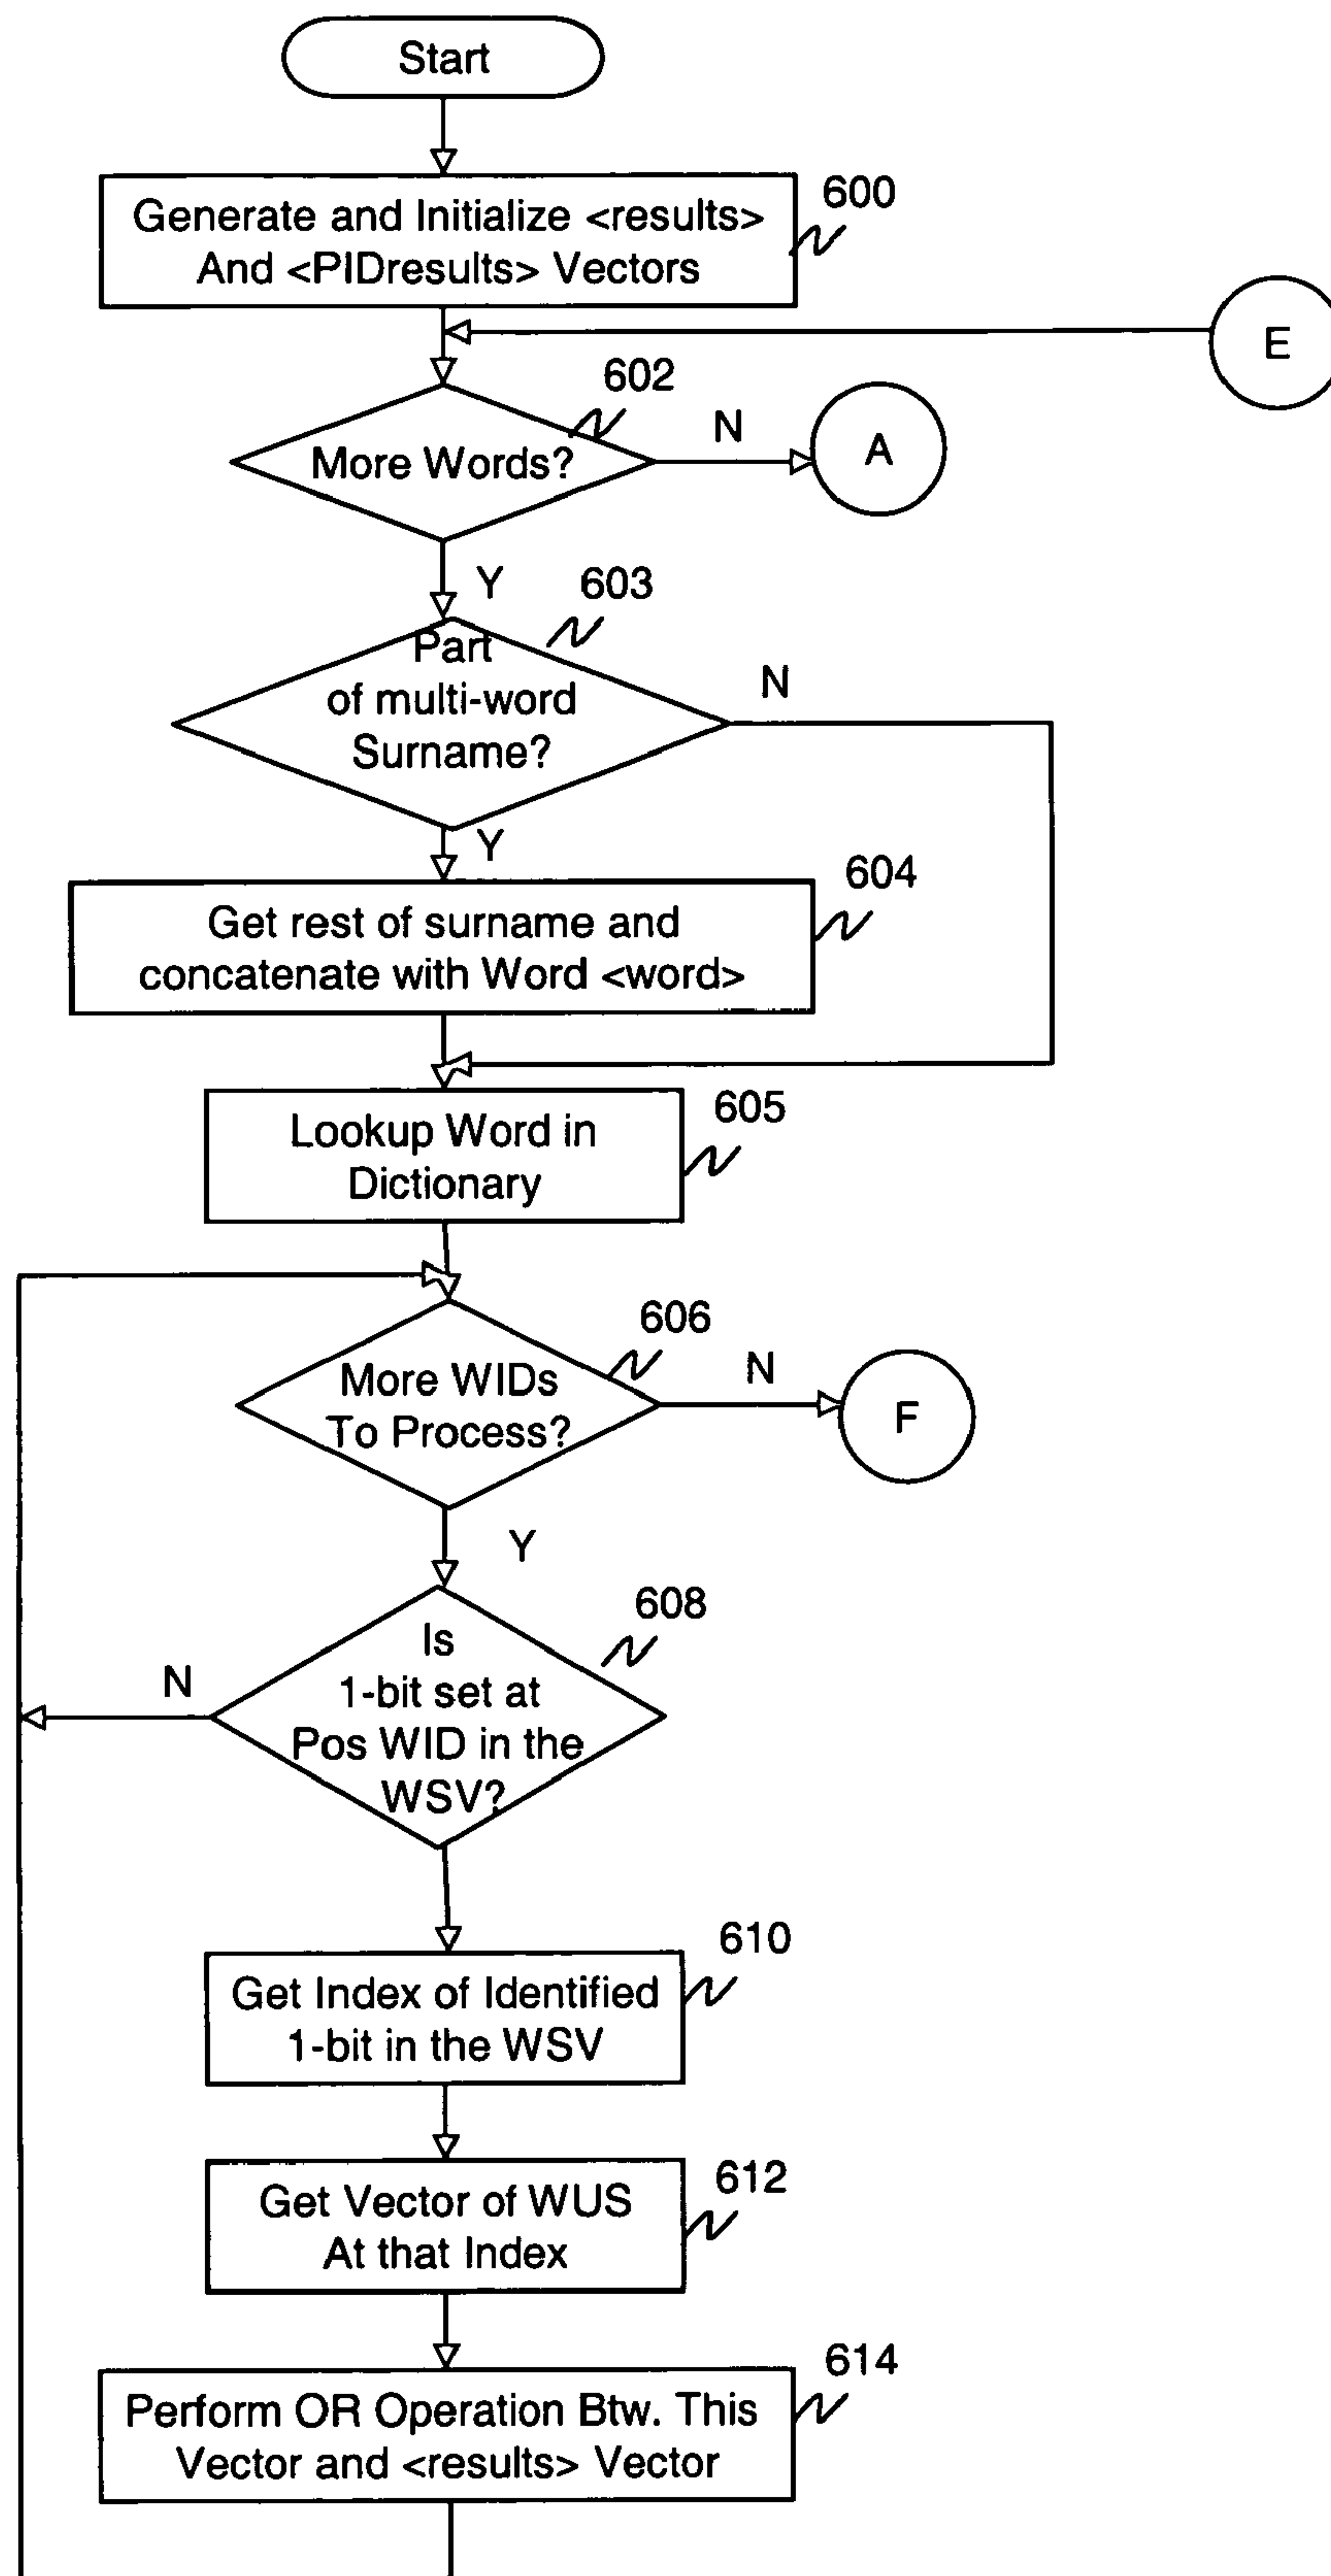 Start
600
Generate and Initialize <results>
And <PIDresults> Vectors
E
602
More Words?
N
A
Y
603
Part
of multi-word
Surname?
N
Y
604
Get rest of surname and
concatenate with Word <word>
605
Lookup Word in
Dictionary
606
More WIDs
To Process?
N
F
Y
608
Is
1-bit set at
Pos WID in the
WSV?
N
610
Get Index of Identified
1-bit in the WSV
612
Get Vector of WUS
At that Index
614
Perform OR Operation Btw. This
Vector and <results> Vector